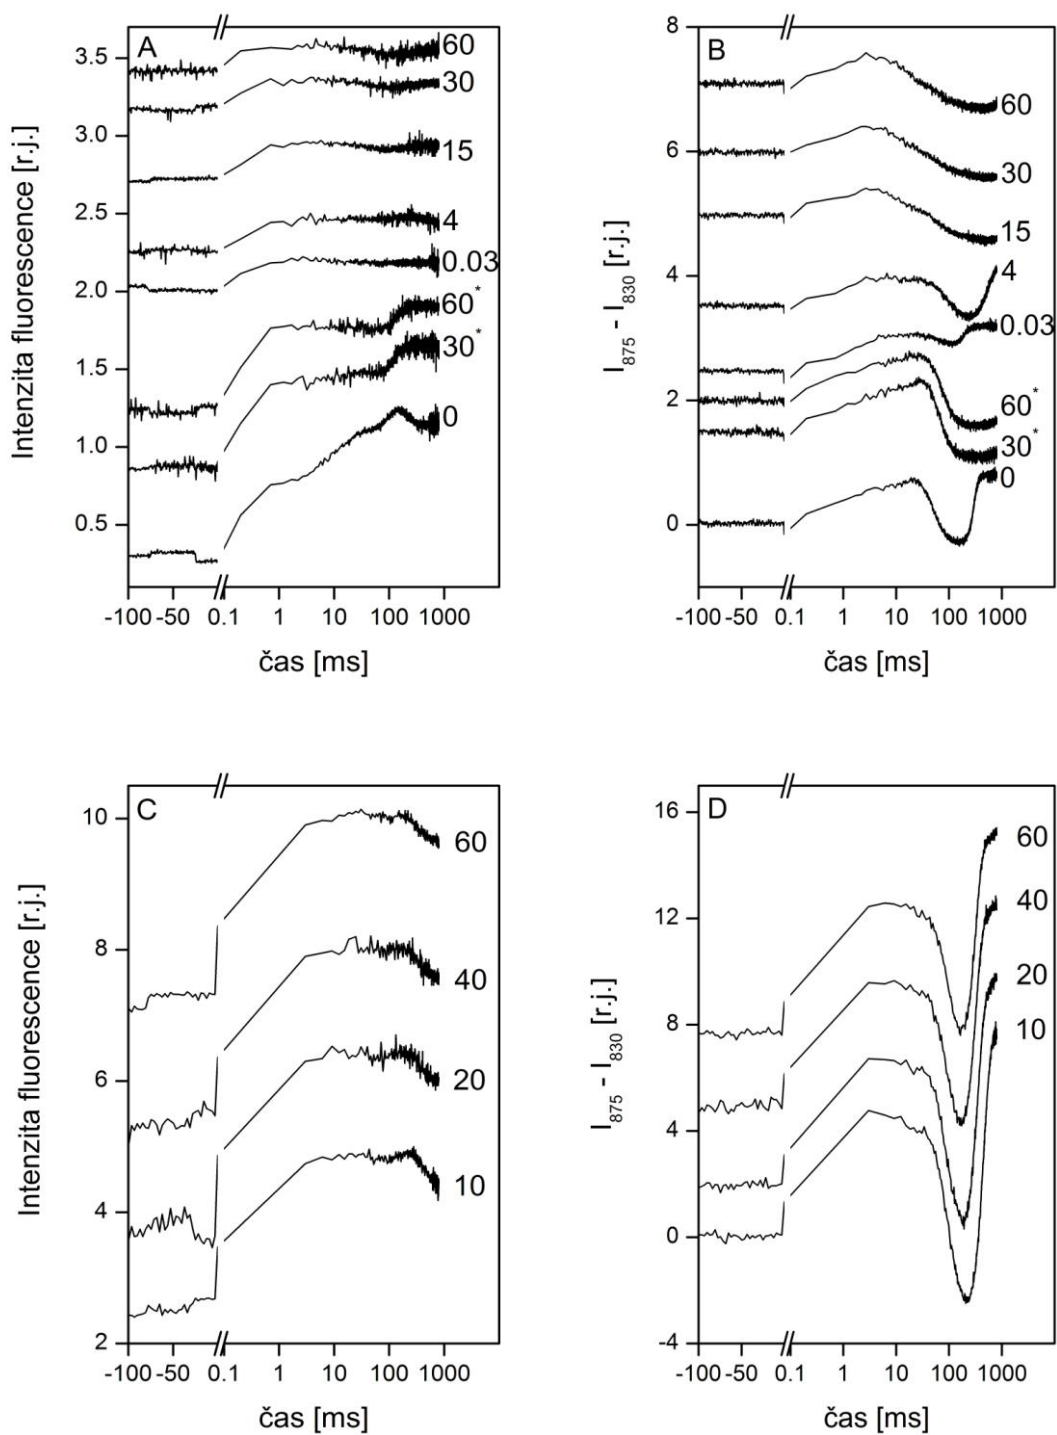 A
3.5
3.0
2.5
2.0
1.5
1.0
0.5
Intenzita fluorescence [r.j.]
60
30
15
4
0.03
60*
30*
0
-100 -50 0.1 1 10 100 1000
čas [ms]
B
8
6
4
2
0
I875 - I830 [r.j.]
60
30
15
4
0.03
60*
30*
0
-100 -50 0.1 1 10 100 1000
čas [ms]
C
10
8
6
4
2
Intenzita fluorescence [r.j.]
60
40
20
10
-100 -50 0.1 1 10 100 1000
čas [ms]
D
16
12
8
4
0
-4
I875 - I830 [r.j.]
60
40
20
10
-100 -50 0.1 1 10 100 1000
čas [ms]